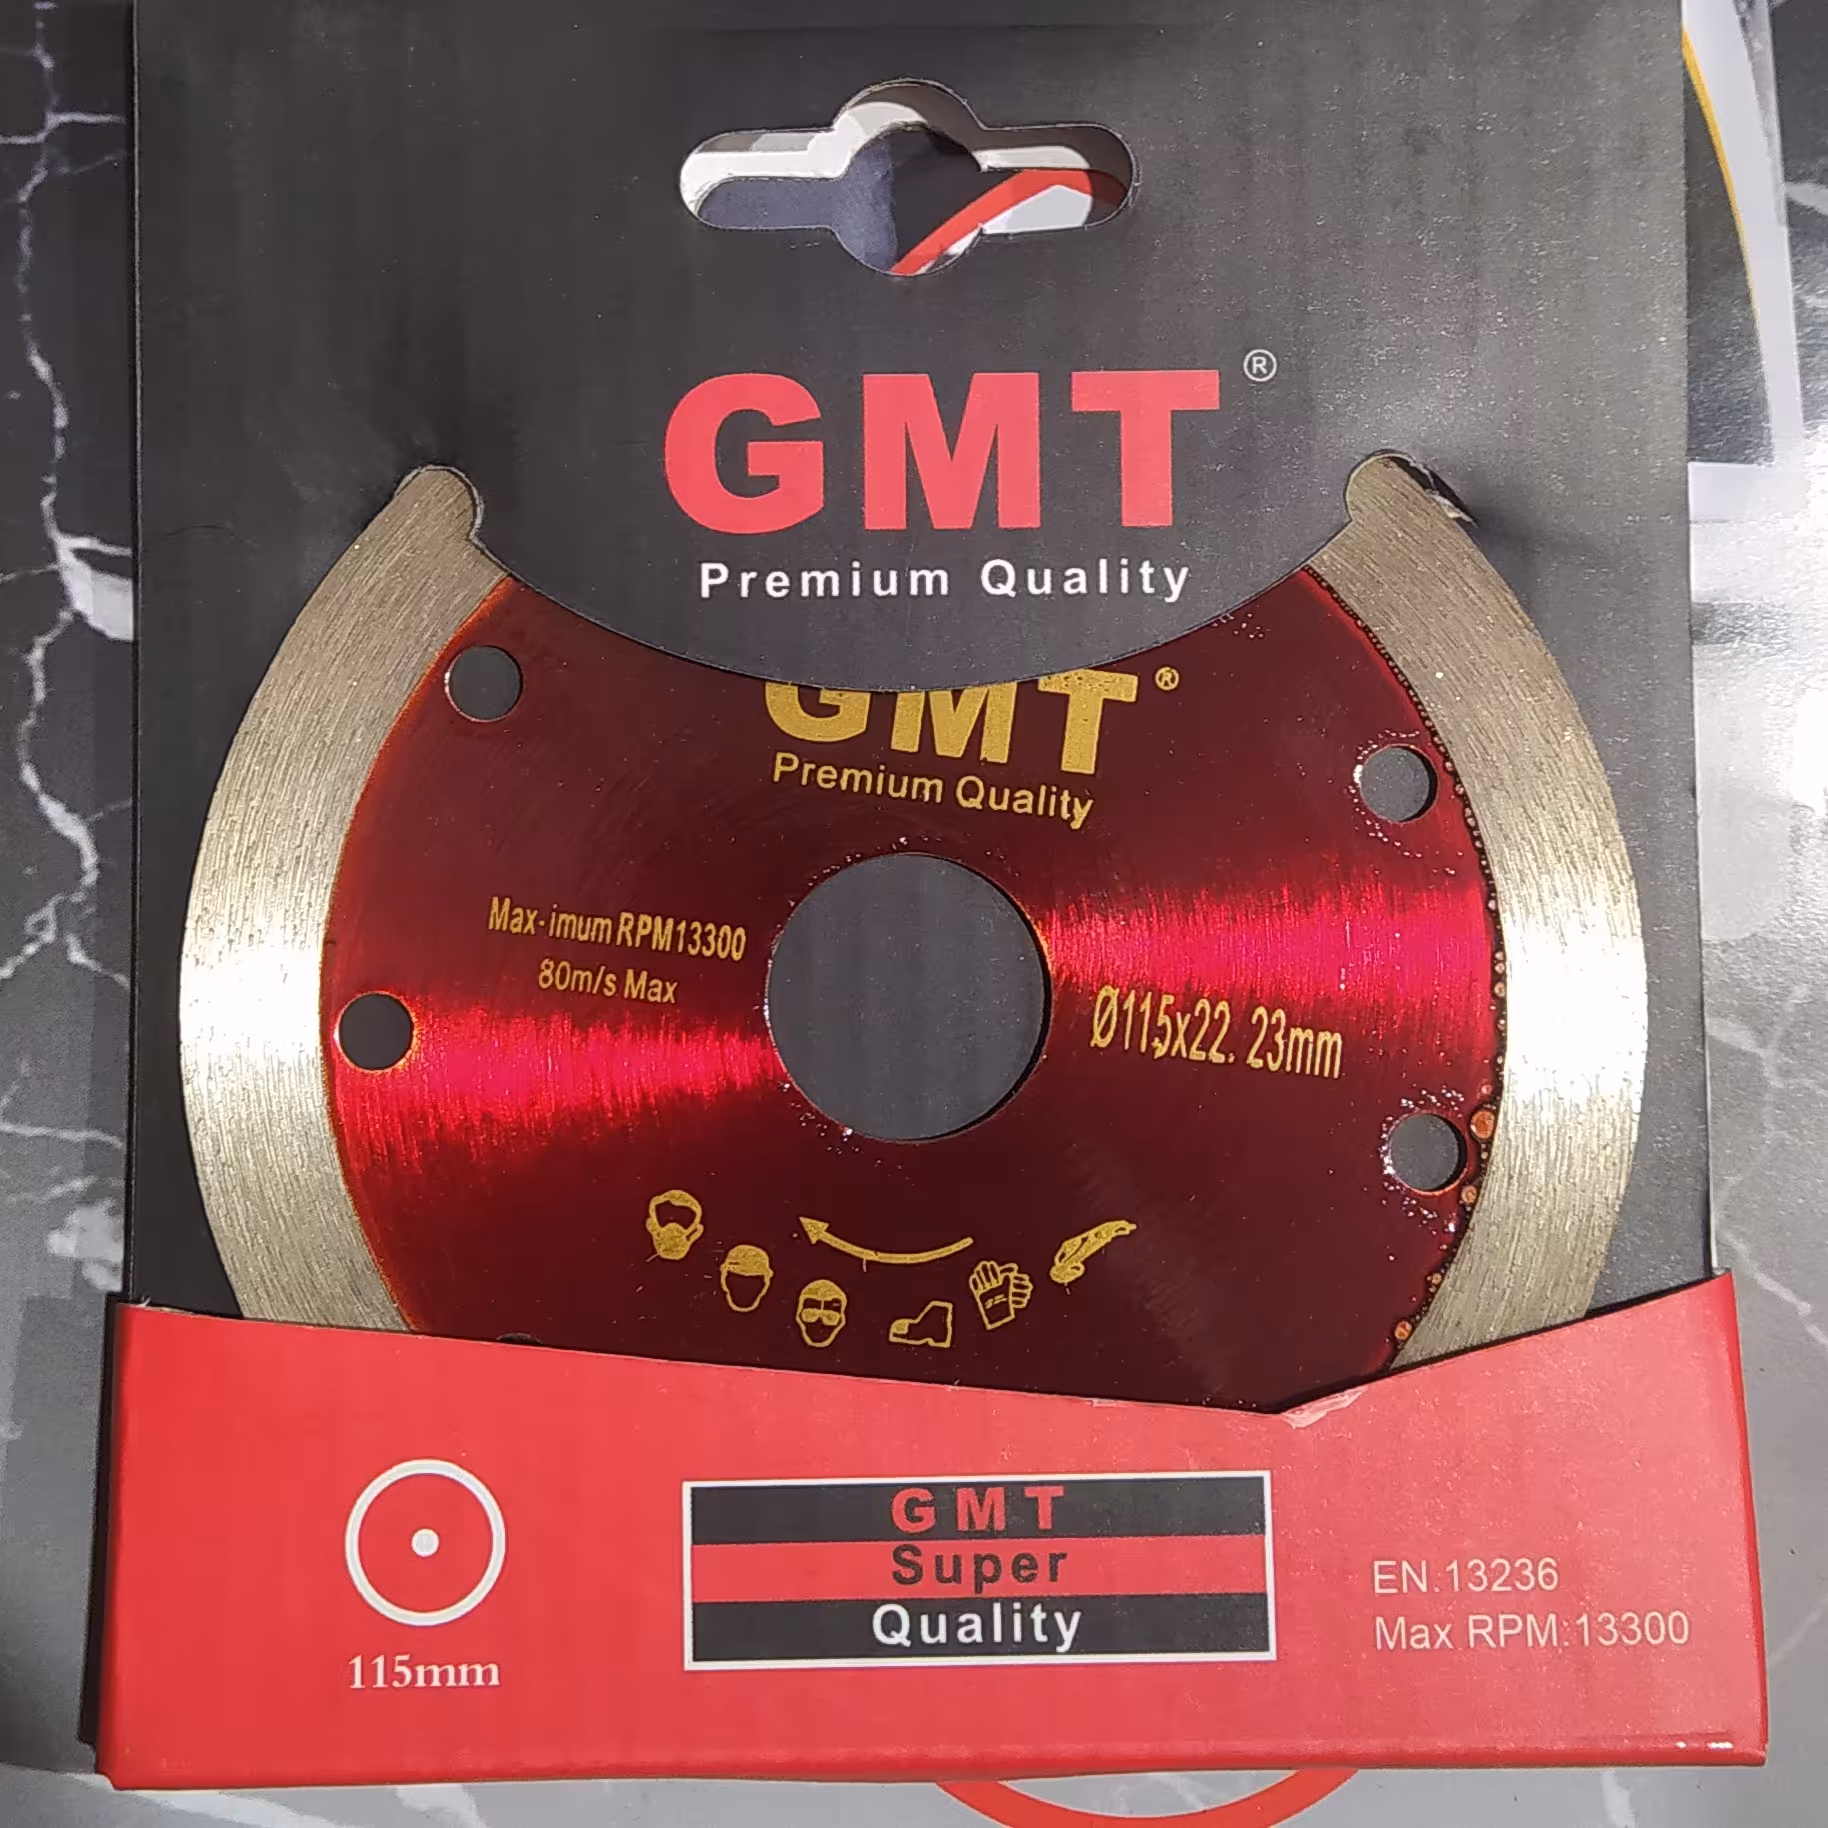 GMT®
Premium Quality
GMT®
Premium Quality
Max-imum RPM13300
80m/s Max
Ø115x22. 23mm
115mm
GMT
Super
Quality
EN.13236
Max RPM:13300